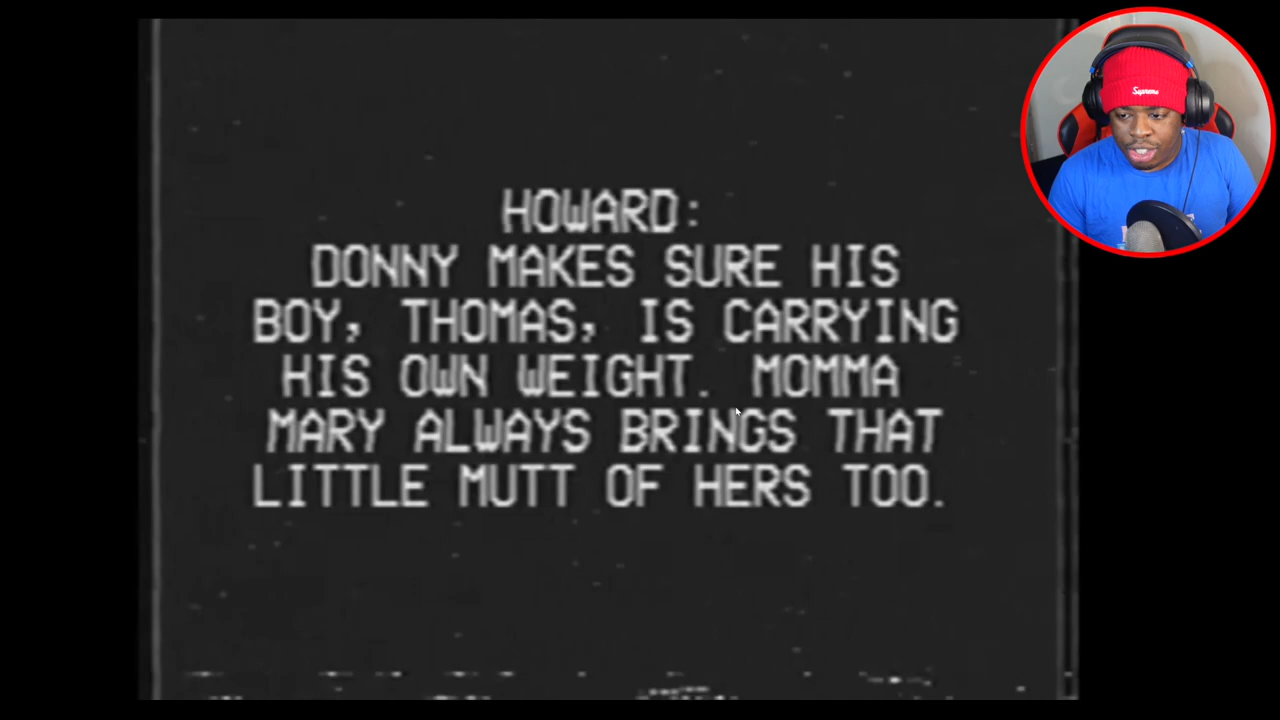 HOWARD:
DONNY MAKES SURE HIS
BOY, THOMAS, IS CARRYING
HIS OWN WEIGHT. MOMMA
MARY ALWAYS BRINGS THAT
LITTLE MUTT OF HERS TOO.
Supreme